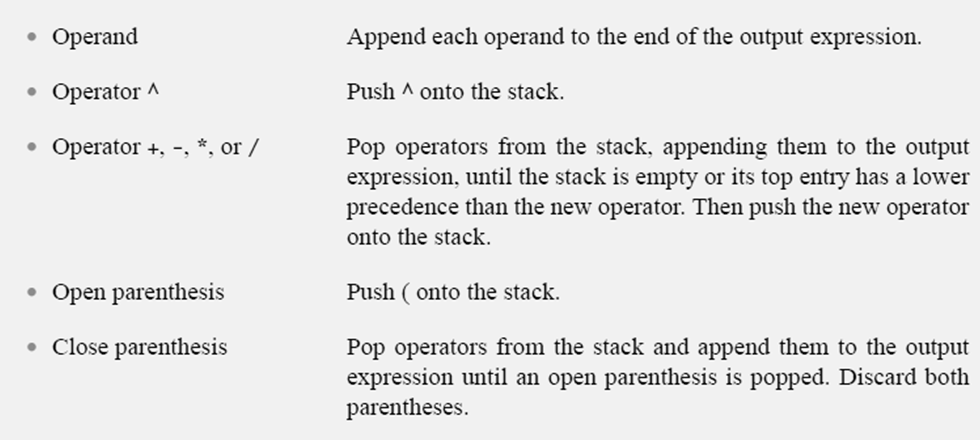 • Operand Append each operand to the end of the output expression.
• Operator ^ Push ^ onto the stack.
• Operator +, -, *, or / Pop operators from the stack, appending them to the output
expression, until the stack is empty or its top entry has a lower
precedence than the new operator. Then push the new operator
onto the stack.
• Open parenthesis Push ( onto the stack.
• Close parenthesis Pop operators from the stack and append them to the output
expression until an open parenthesis is popped. Discard both
parentheses.